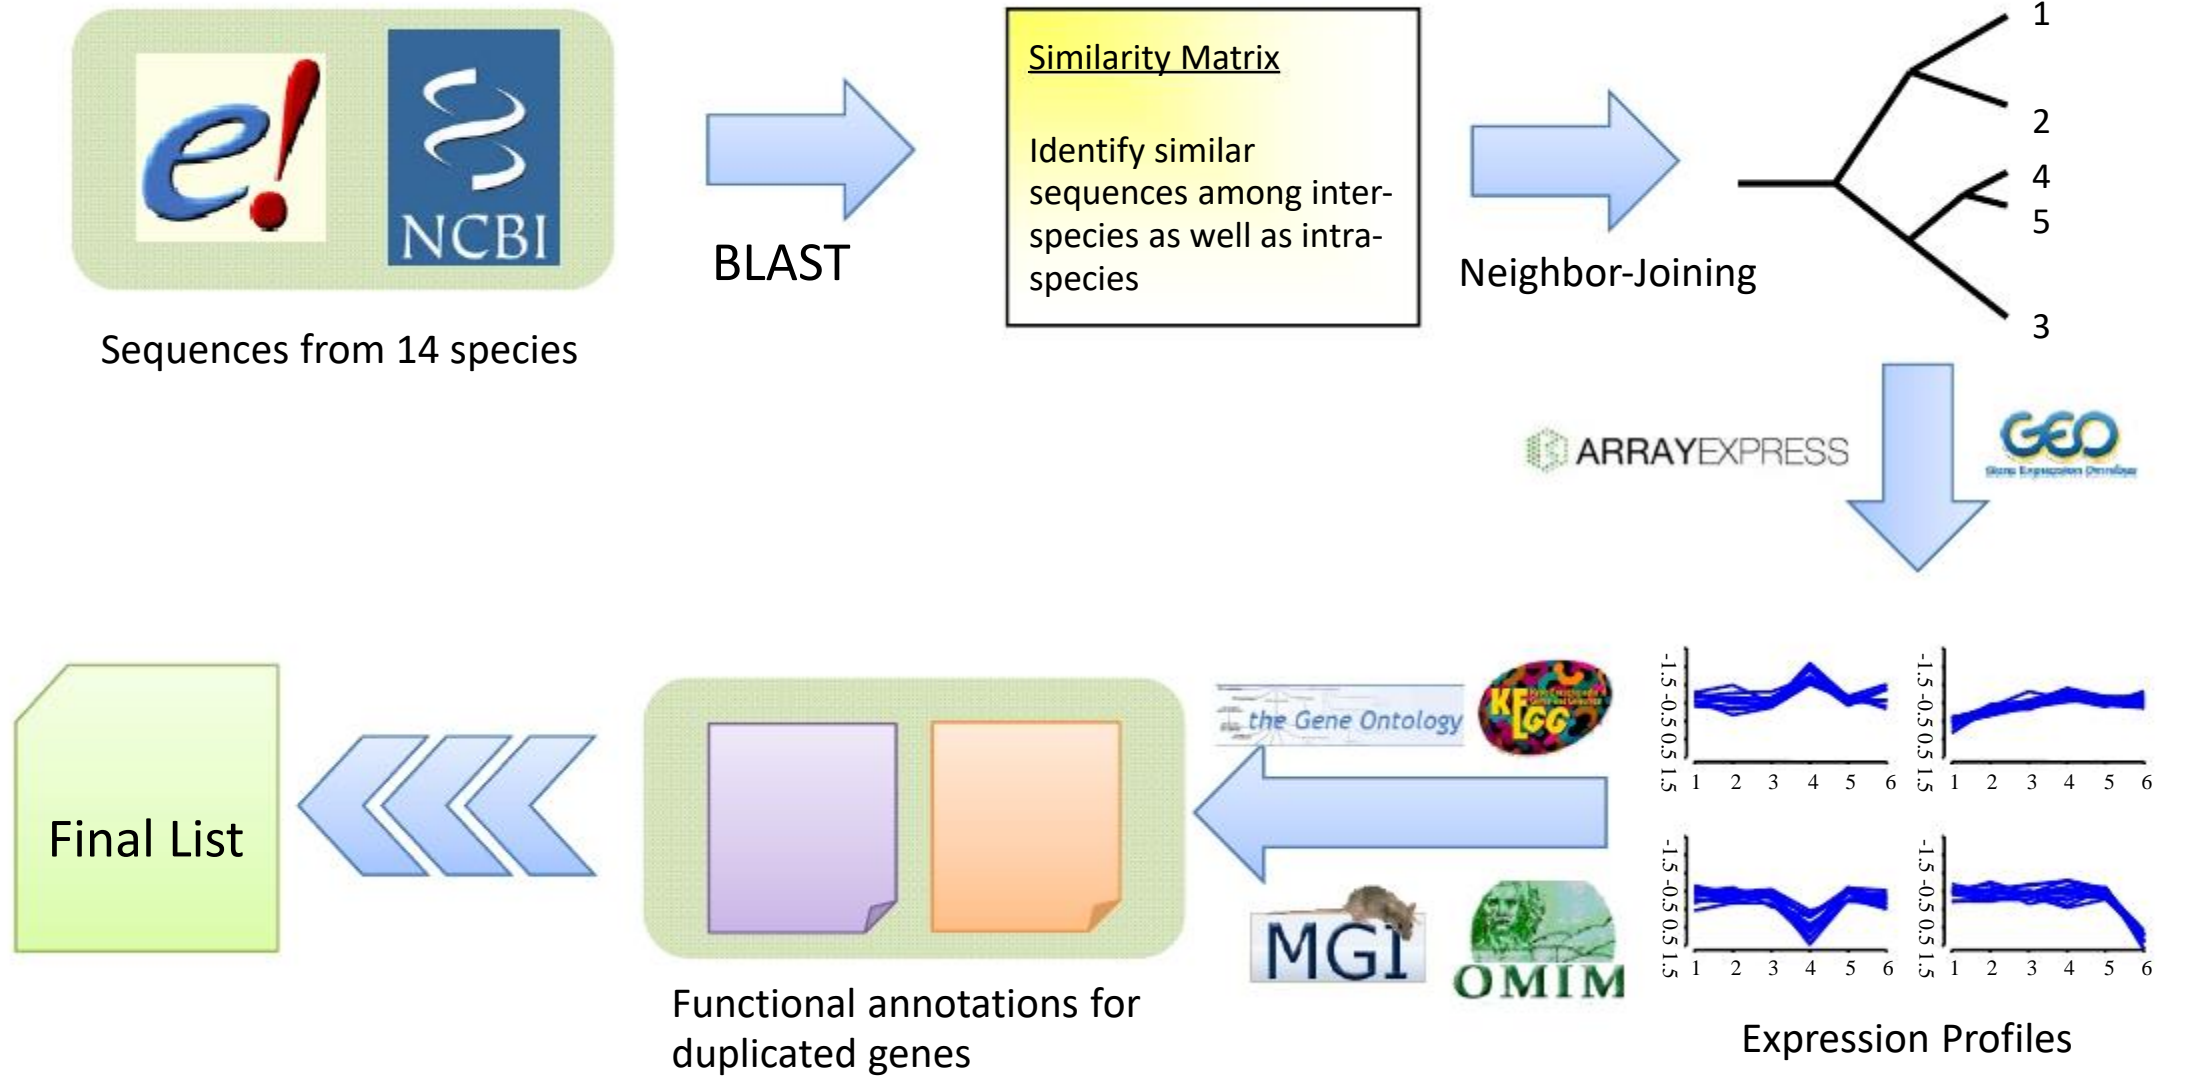 e!
NCBI
Sequences from 14 species
BLAST
Similarity Matrix
Identify similar
sequences among inter-
species as well as intra-
species
Neighbor-Joining
1
2
4
5
3
ARRAYEXPRESS
GEO
Gene Expression Omnibus
-1.5 -0.5 0.5 1.5
1 2 3 4 5 6
-1.5 -0.5 0.5 1.5
1 2 3 4 5 6
-1.5 -0.5 0.5 1.5
1 2 3 4 5 6
-1.5 -0.5 0.5 1.5
1 2 3 4 5 6
Expression Profiles
the Gene Ontology
KEGG
MGI
OMIM
Functional annotations for
duplicated genes
Final List